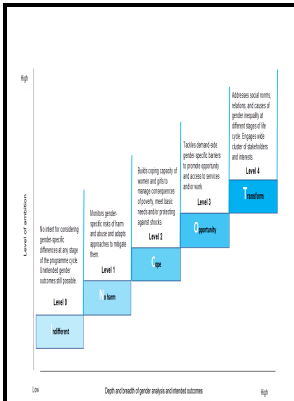 High
Level of ambition
Addresses social norms,
relations, and causes of
gender inequality at
different stages of life
cycle. Engages wide
cluster of stakeholders
and interests
Level 4
Transform
Tackles demand-side
gender-specific barriers
to promote opportunity
and access to services
and/or work
Level 3
Opportunity
Builds coping capacity of
women and girls to
manage consequences
of poverty, meet basic
needs and/or protecting
against shocks
Level 2
Cope
Monitors gender-
specific risks of harm
and abuse and adapts
approaches to mitigate
them
Level 1
No harm
No intent for considering
gender-specific
differences at any stage
of the programme cycle.
Unintended gender
outcomes still possible.
Level 0
Indifferent
Low
Depth and breadth of gender analysis and intended outcomes
High